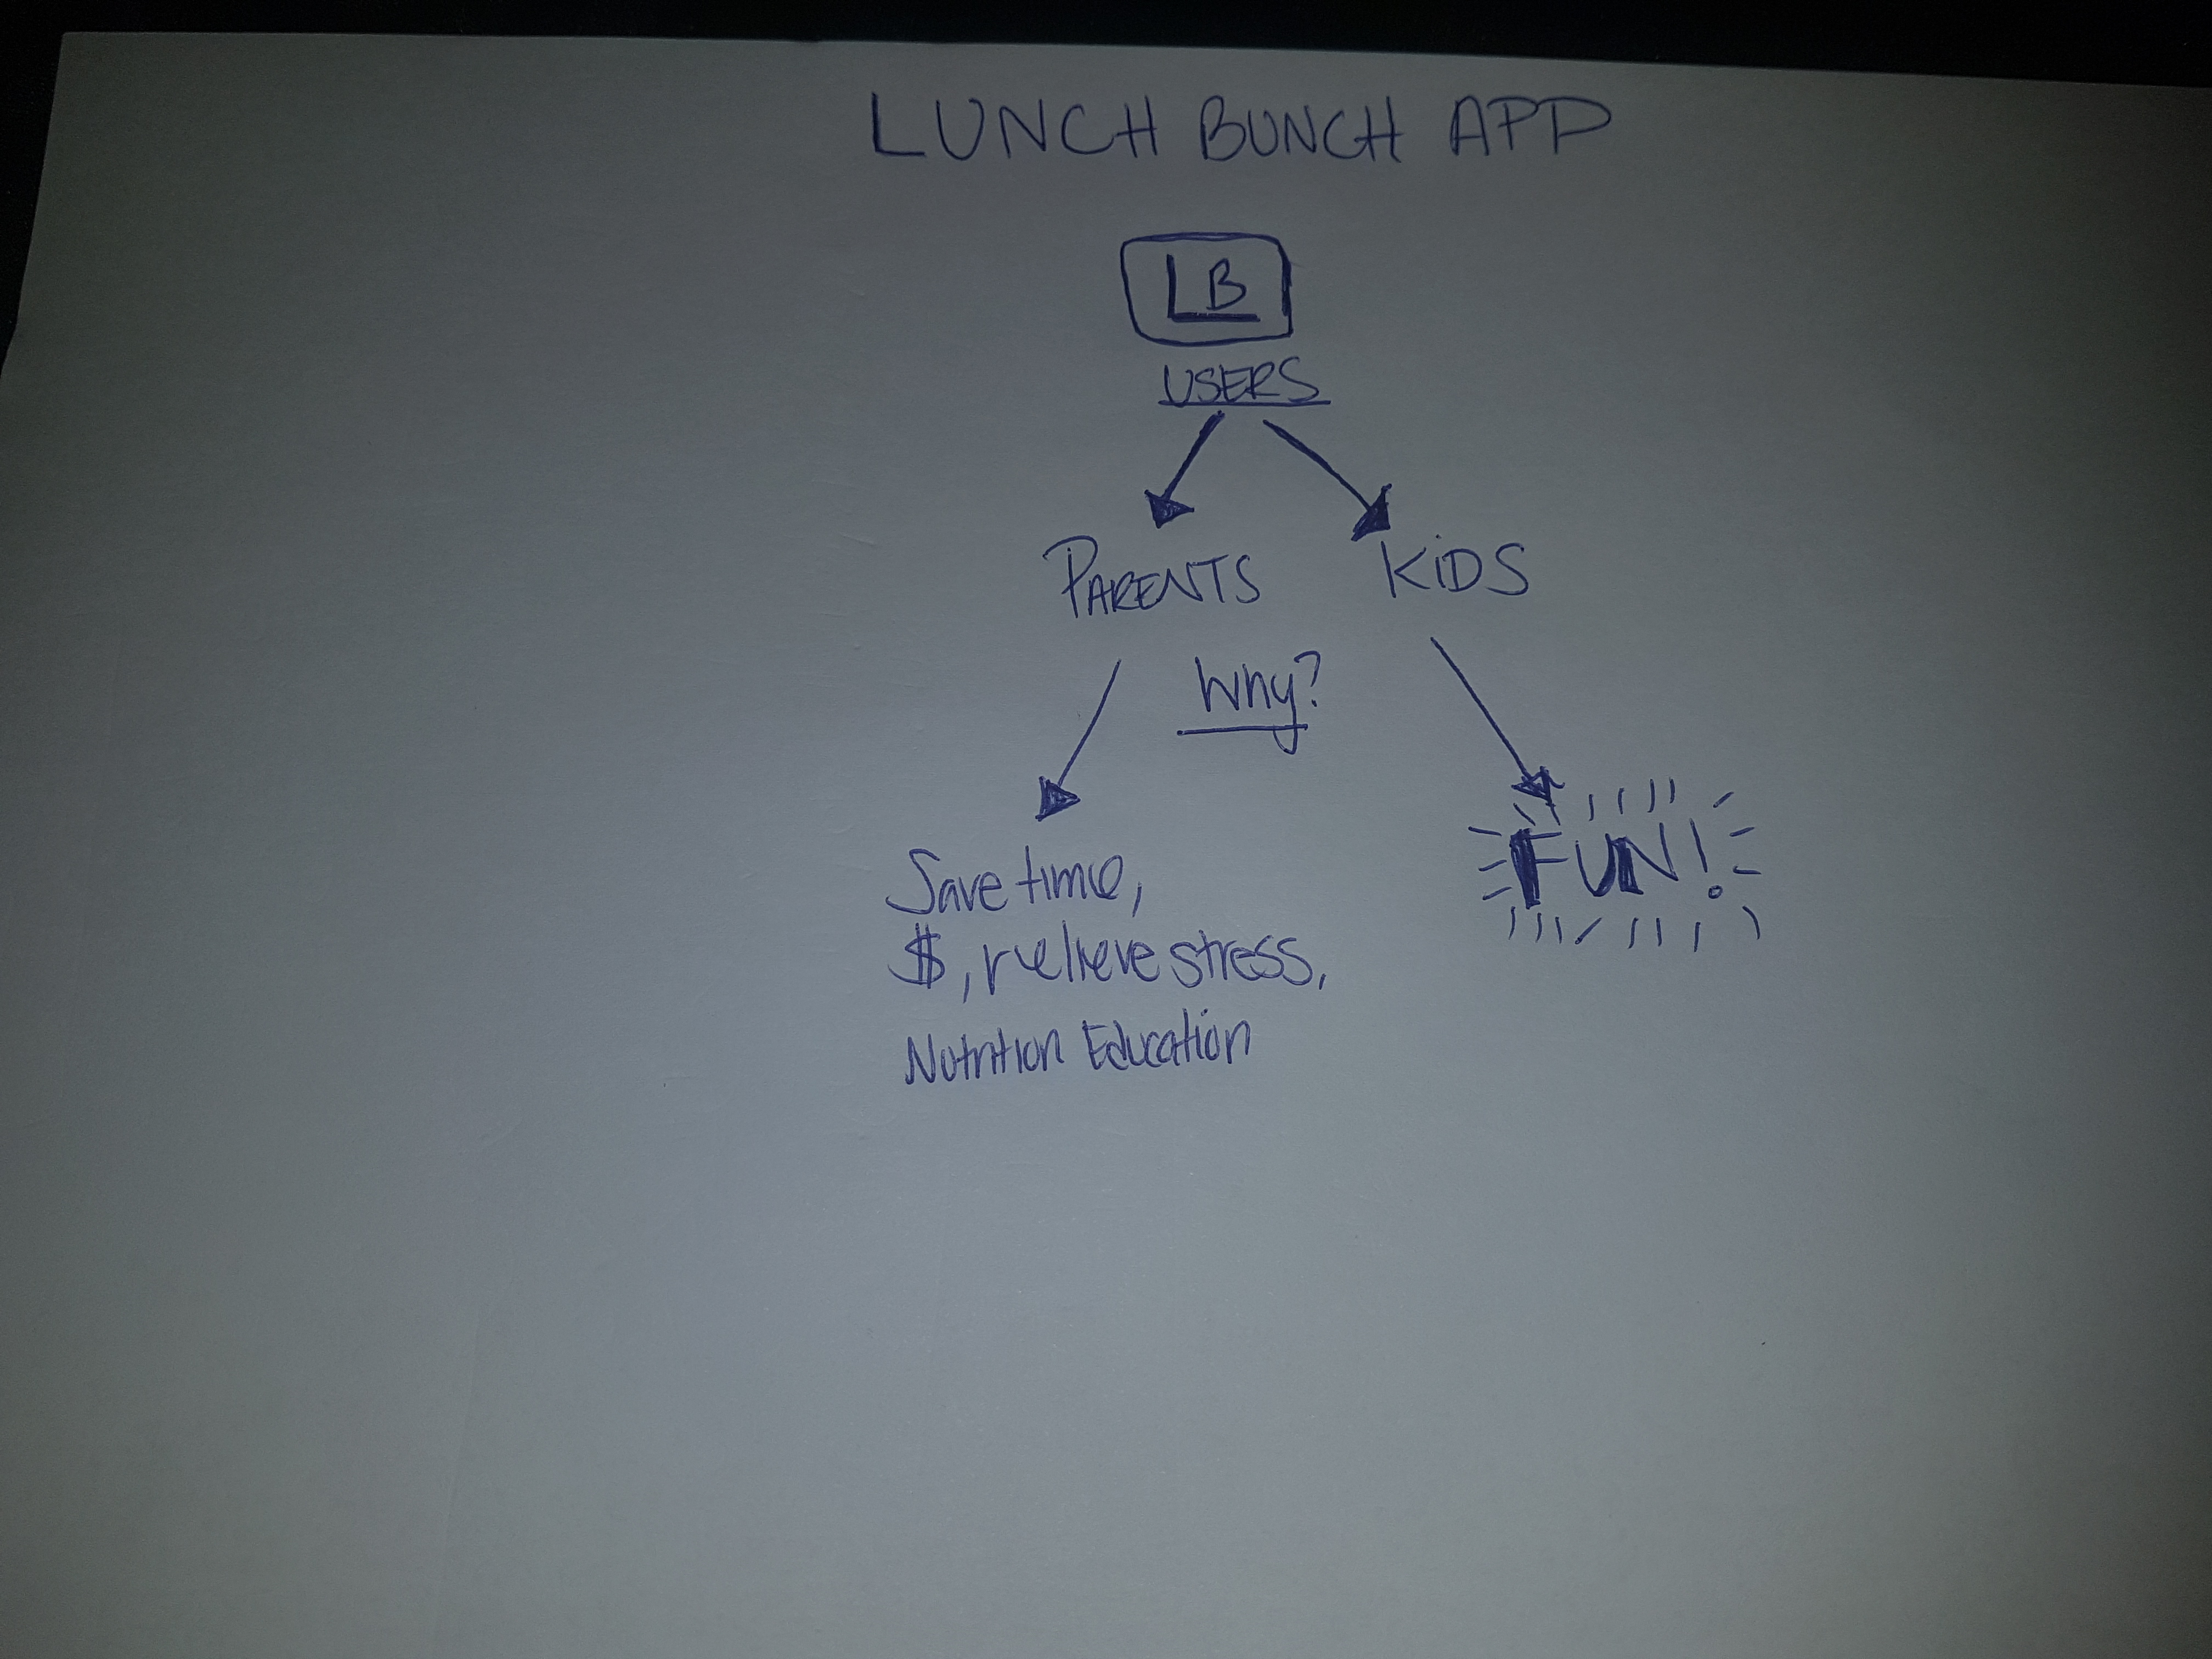 LUNCH BUNCH APP
LB
USERS
PARENTS KiDS
Why?
Save time,
$, relieve stress,
Nutrition Education
FUN!